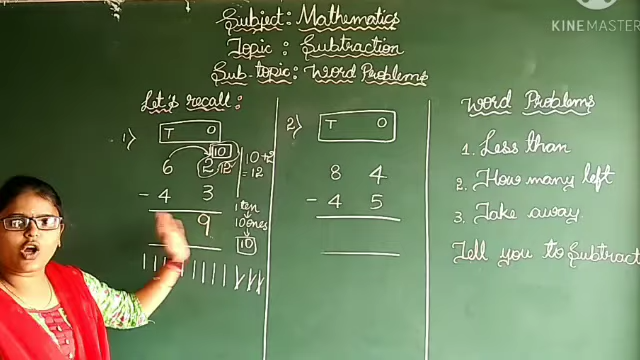 Subject: Mathematics
Topic: Subtraction
Sub-topic: Word Problems
KINEMASTER
Let's recall:
1)
T O
10
6 2 12
10+2
=12
- 4 3
9
1 ten
10 ones
10
2)
T O
8 4
- 4 5
Word Problems
1. Less than
2. How many left
3. Take away.
Tell you to Subtract